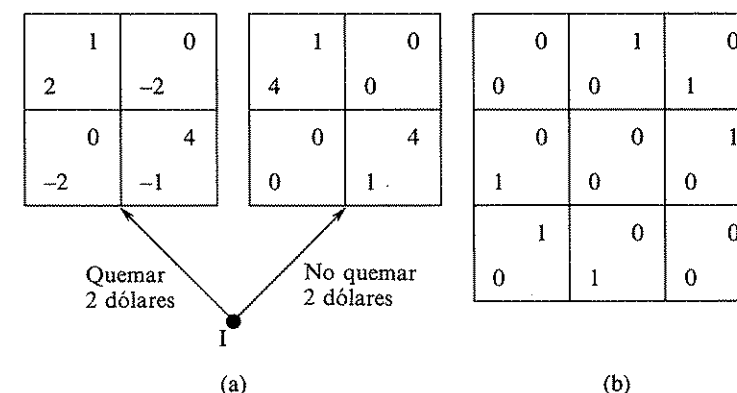 1 0 1 0 0 1 0
2 -2 4 0 0 0 1
0 4 0 4 0 0 1
-2 -1 0 1 1 0 0
1 0 0
0 1 0
Quemar No quemar
2 dólares 2 dólares
I
(a) (b)